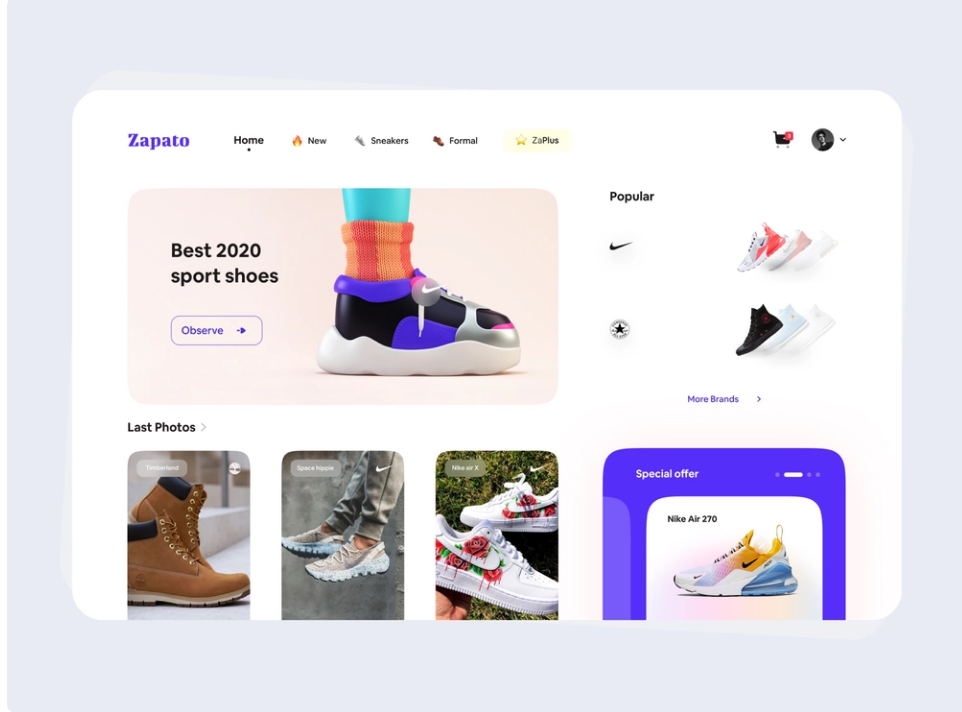 Zapato
Home
New
Sneakers
Formal
ZaPlus
3
Best 2020
sport shoes
Observe
Popular
More Brands
Last Photos
Timberland
Space hippie
Nike air X
Special offer
Nike Air 270